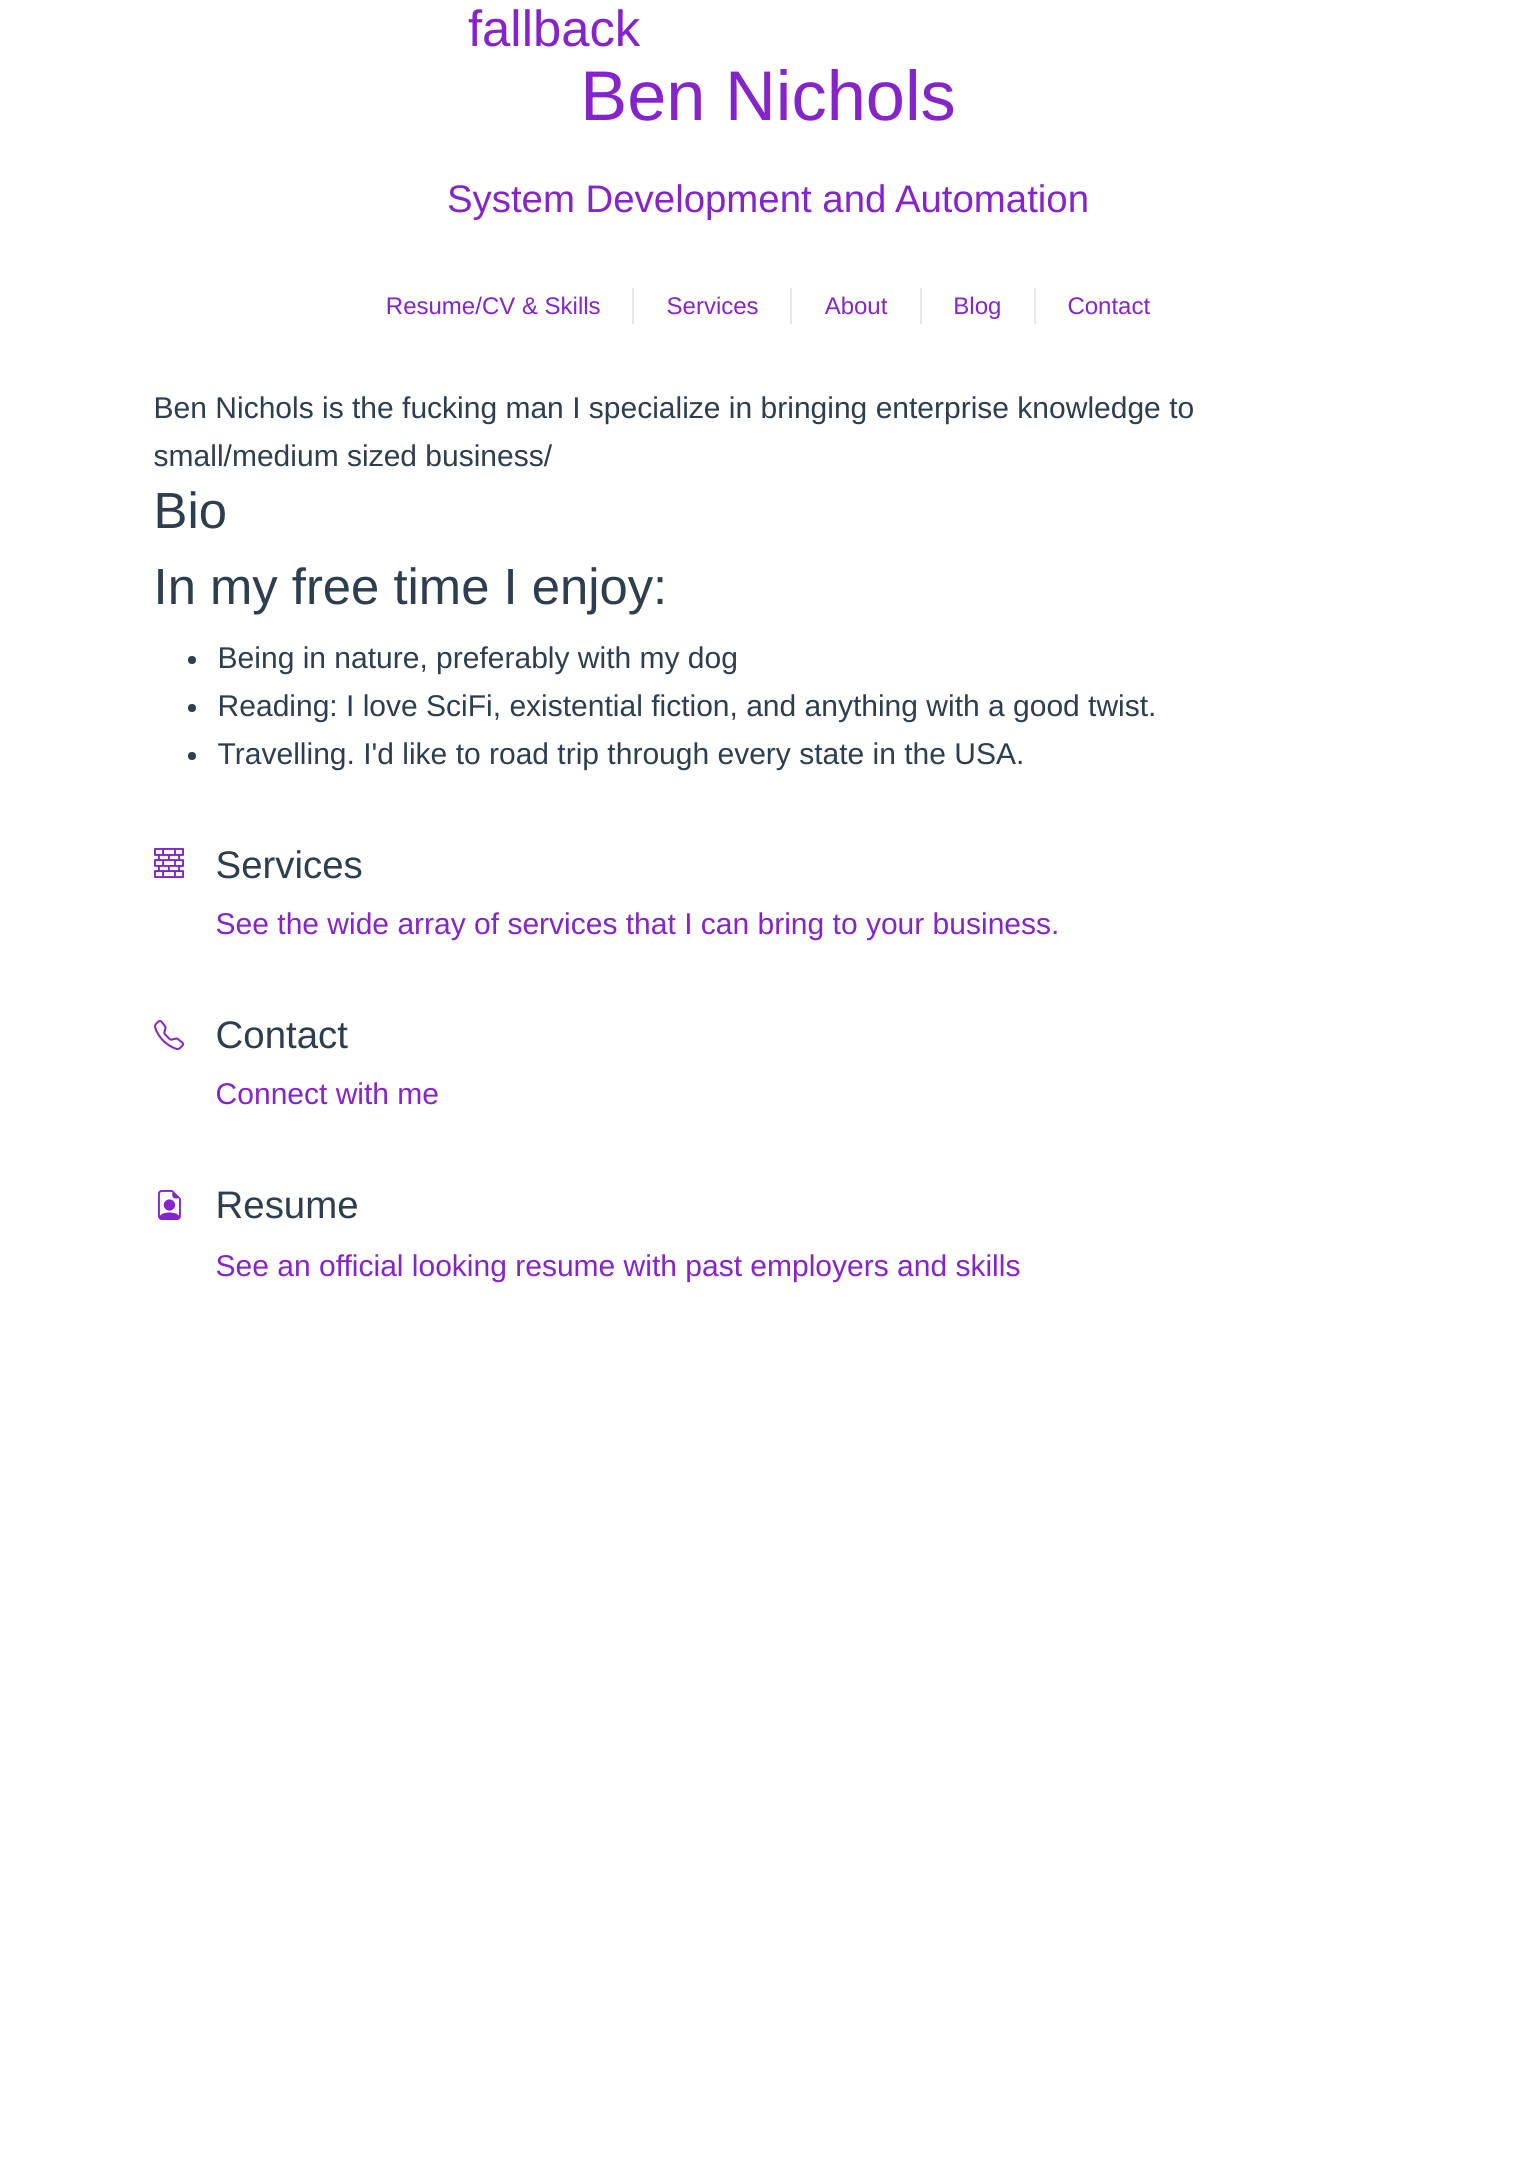 fallback
Ben Nichols
System Development and Automation
Resume/CV & Skills Services About Blog Contact
Ben Nichols is the fucking man I specialize in bringing enterprise knowledge to
small/medium sized business/
Bio
In my free time I enjoy:
• Being in nature, preferably with my dog
• Reading: I love SciFi, existential fiction, and anything with a good twist.
• Travelling. I'd like to road trip through every state in the USA.
Services
See the wide array of services that I can bring to your business.
Contact
Connect with me
Resume
See an official looking resume with past employers and skills